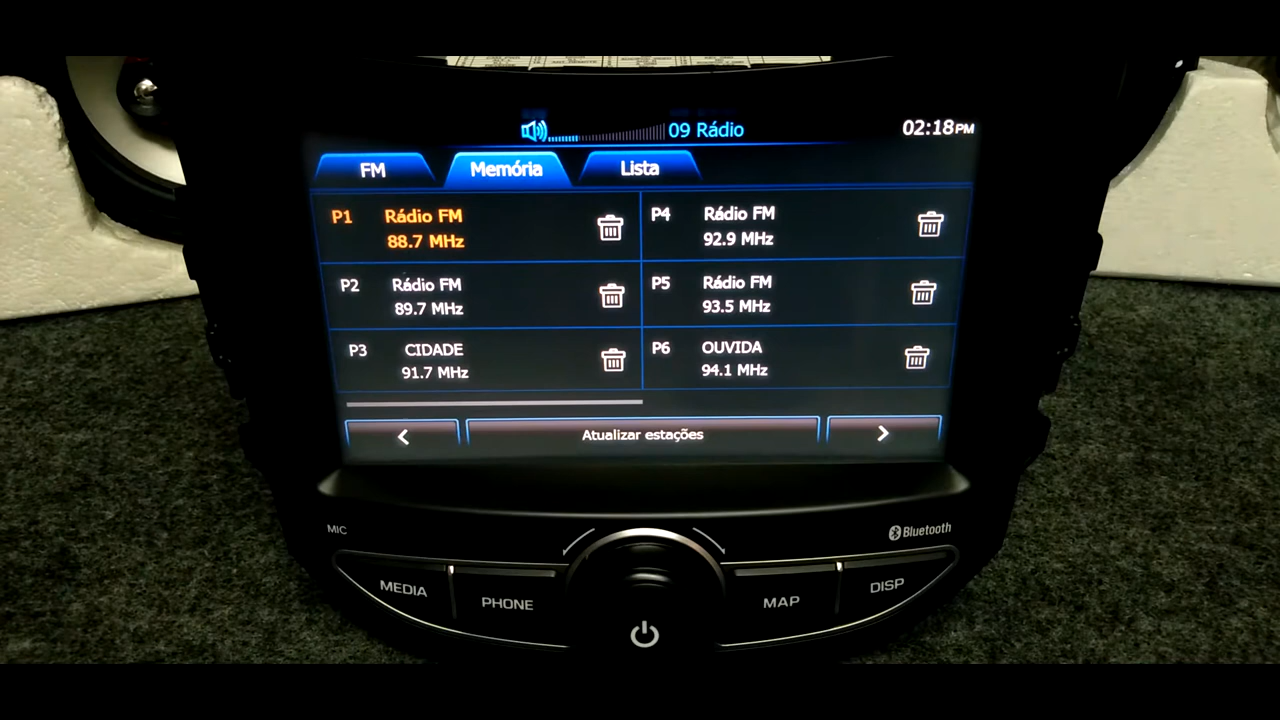 09 Rádio
02:18PM
FM
Memória
Lista
P1 Rádio FM
88.7 MHz
P4 Rádio FM
92.9 MHz
P2 Rádio FM
89.7 MHz
P5 Rádio FM
93.5 MHz
P3 CIDADE
91.7 MHz
P6 OUVIDA
94.1 MHz
<
Atualizar estações
>
MIC
Bluetooth
MEDIA
PHONE
MAP
DISP